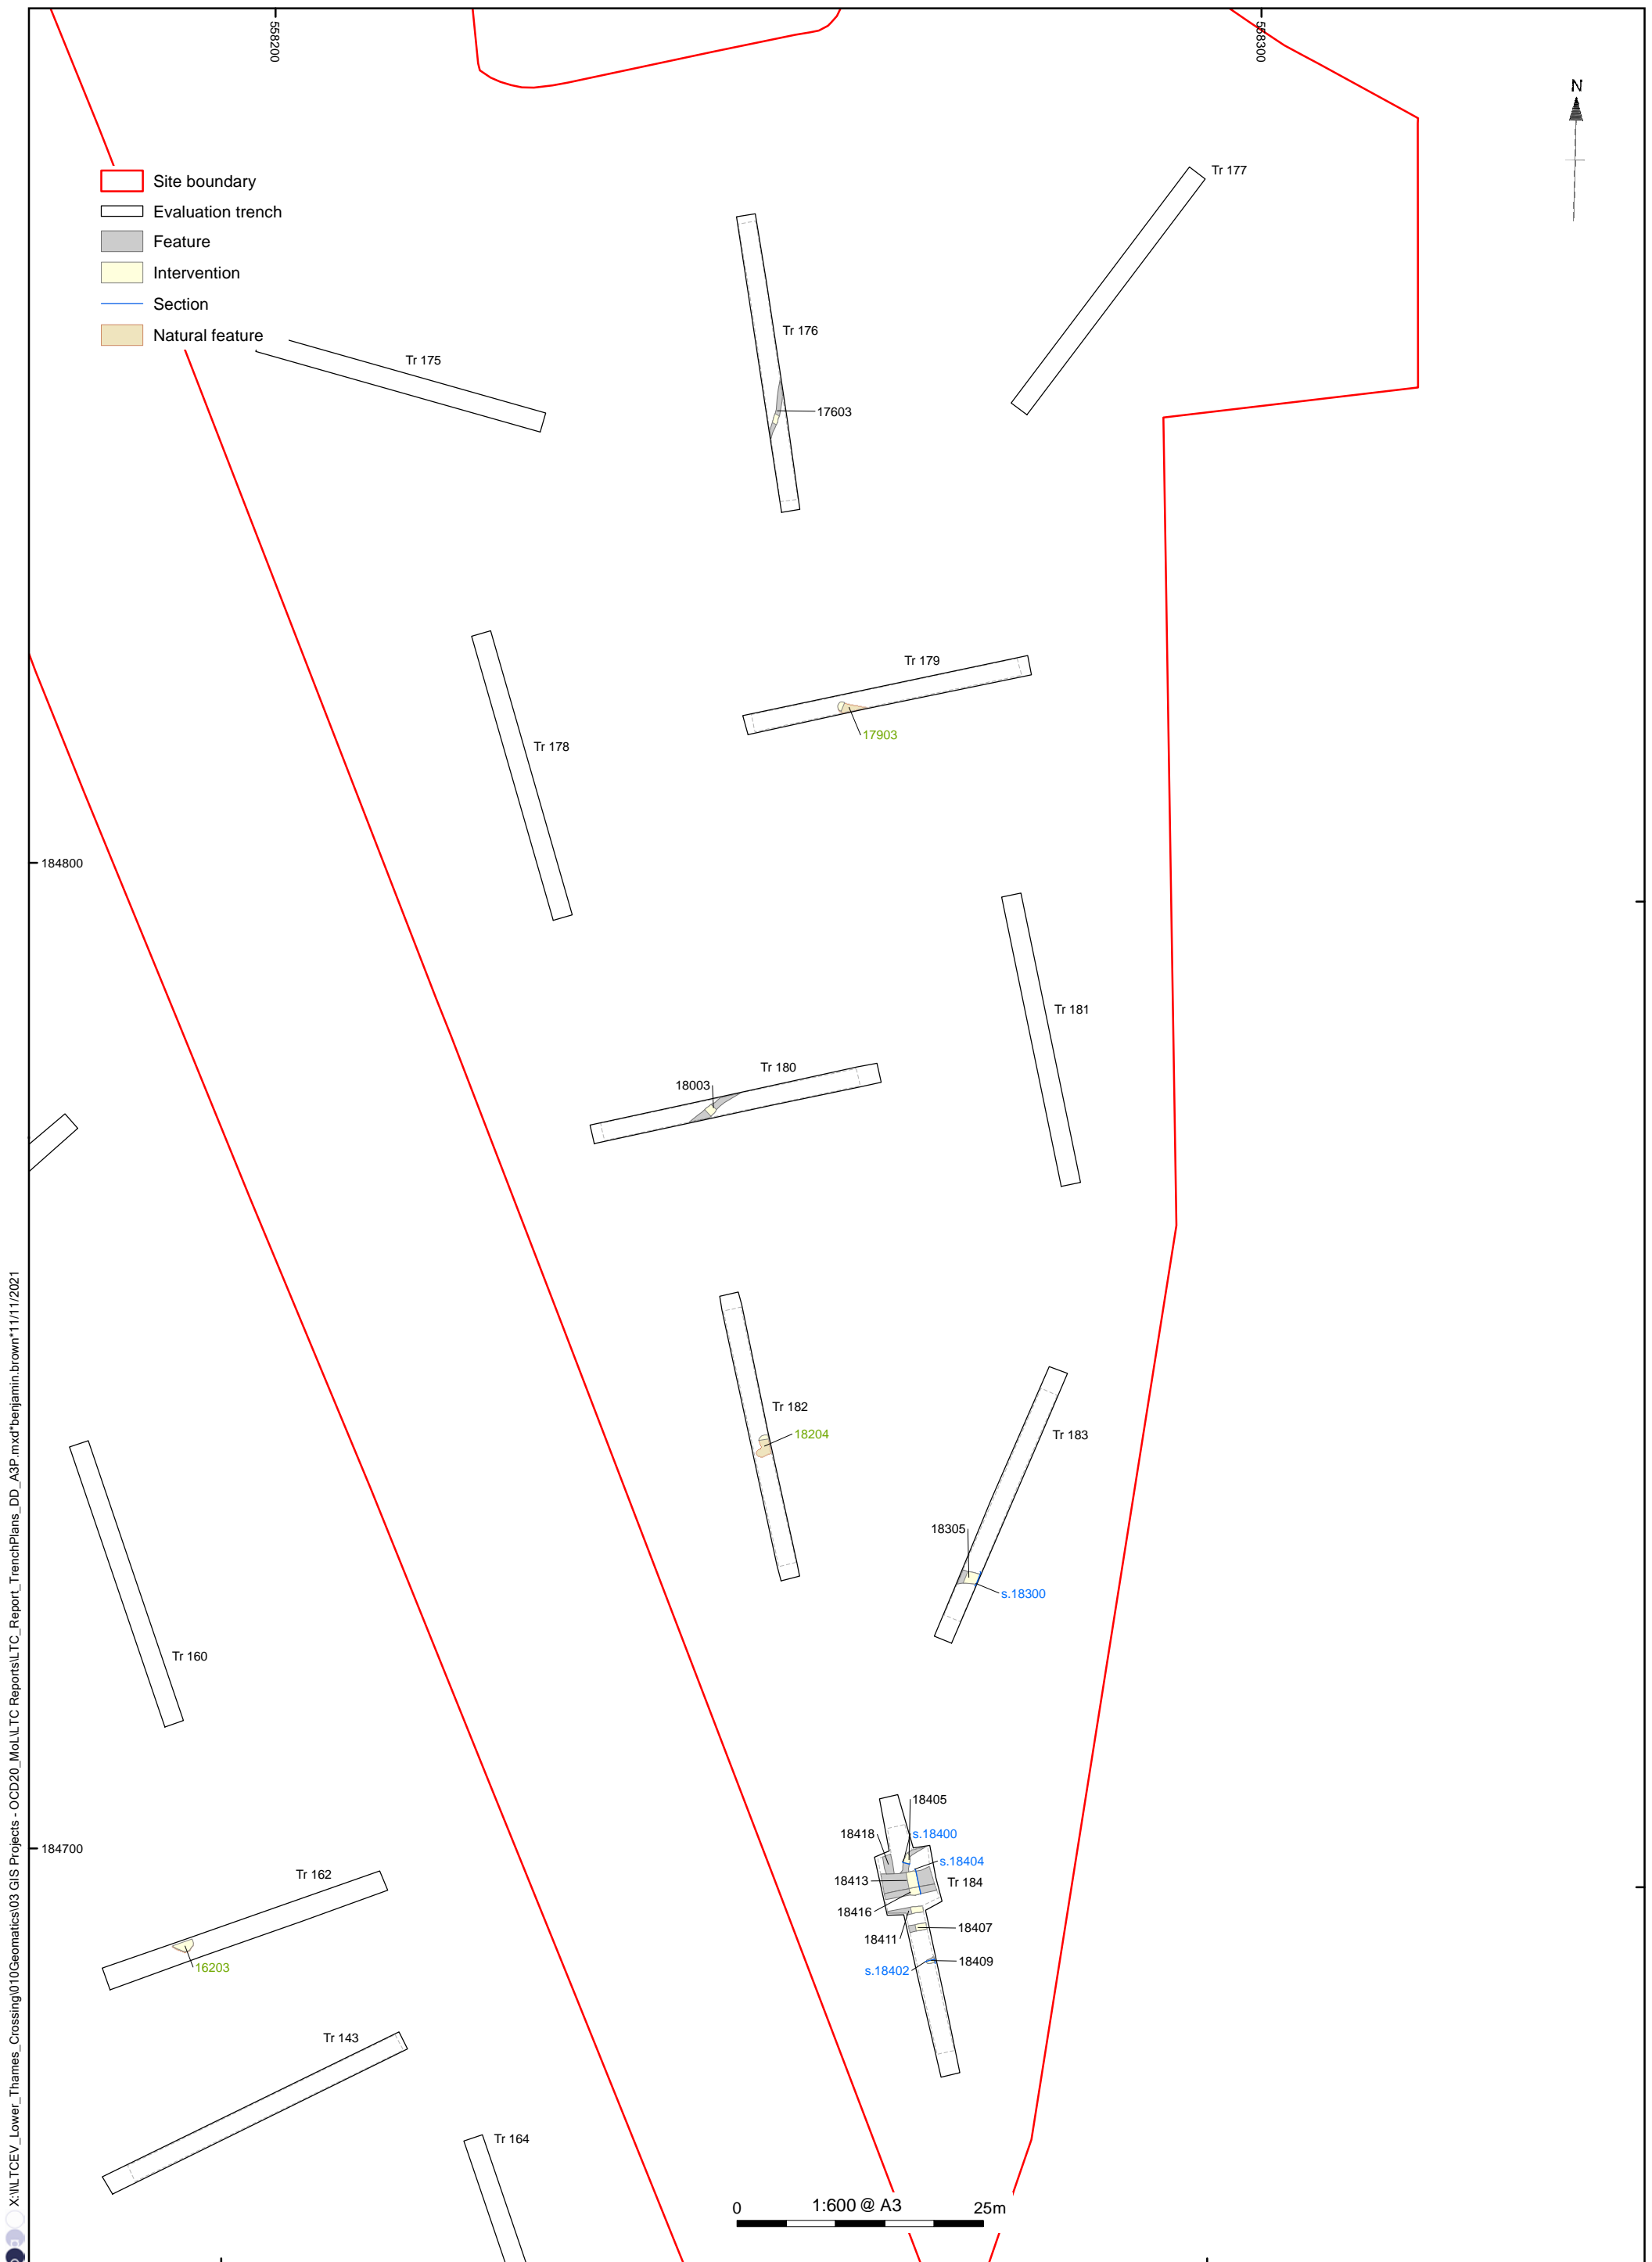 558200
558300
N
Site boundary
Evaluation trench
Feature
Intervention
Section
Natural feature
Tr 177
Tr 176
Tr 175
17603
Tr 179
17903
Tr 178
184800
Tr 181
Tr 180
18003
Tr 182
18204
Tr 183
18305
s.18300
Tr 160
18405
18418
s.18400
184700
s.18404
18413
Tr 184
18416
18407
18411
18409
s.18402
Tr 162
16203
Tr 143
Tr 164
0 1:600 @ A3 25m
X:\I\LTCEV_Lower_Thames_Crossing\010Geomatics\03 GIS Projects - OCD20_MoL\LTC Reports\LTC_Report_TrenchPlans_DD_A3P.mxd*benjamin.brown*11/11/2021